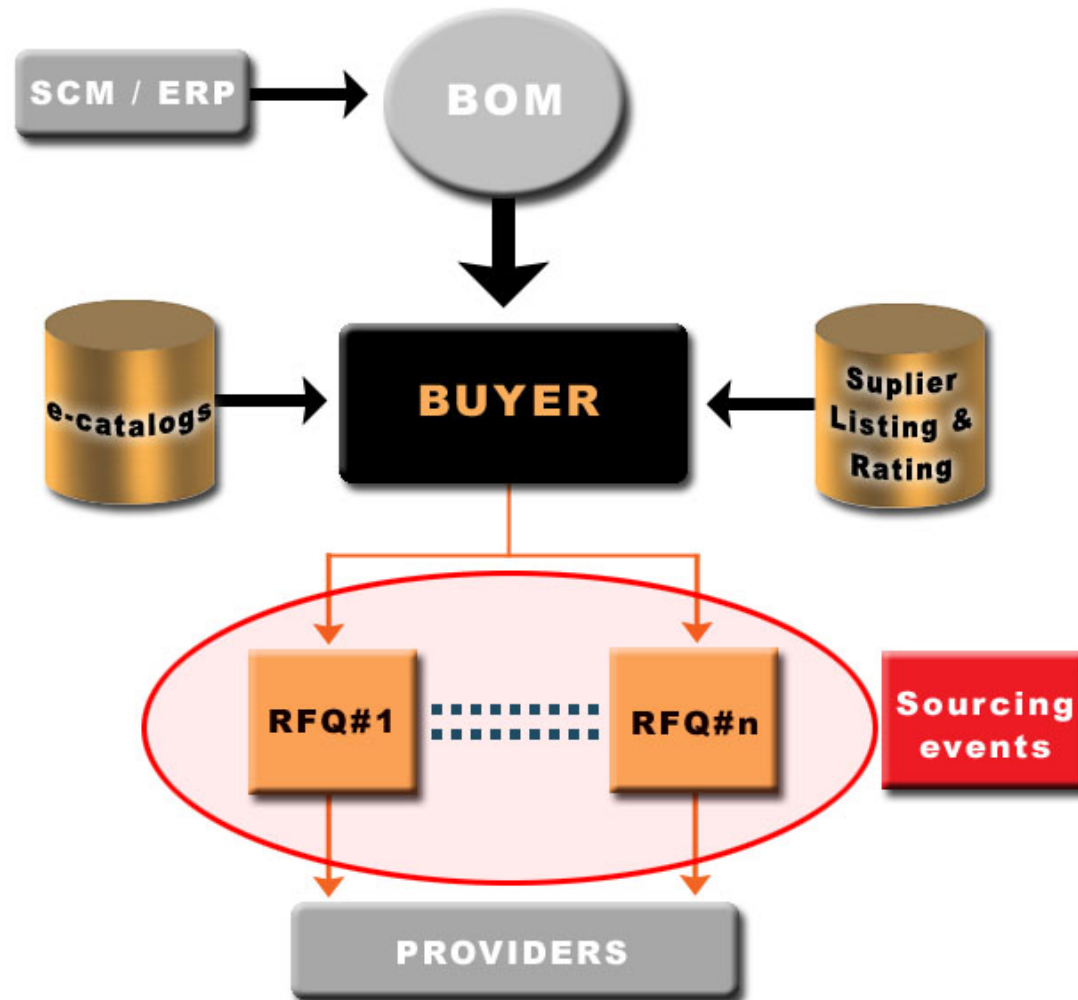 SCM / ERP
BOM
e-catalogs
BUYER
Suplier
Listing &
Rating
RFQ#1
RFQ#n
Sourcing
events
PROVIDERS